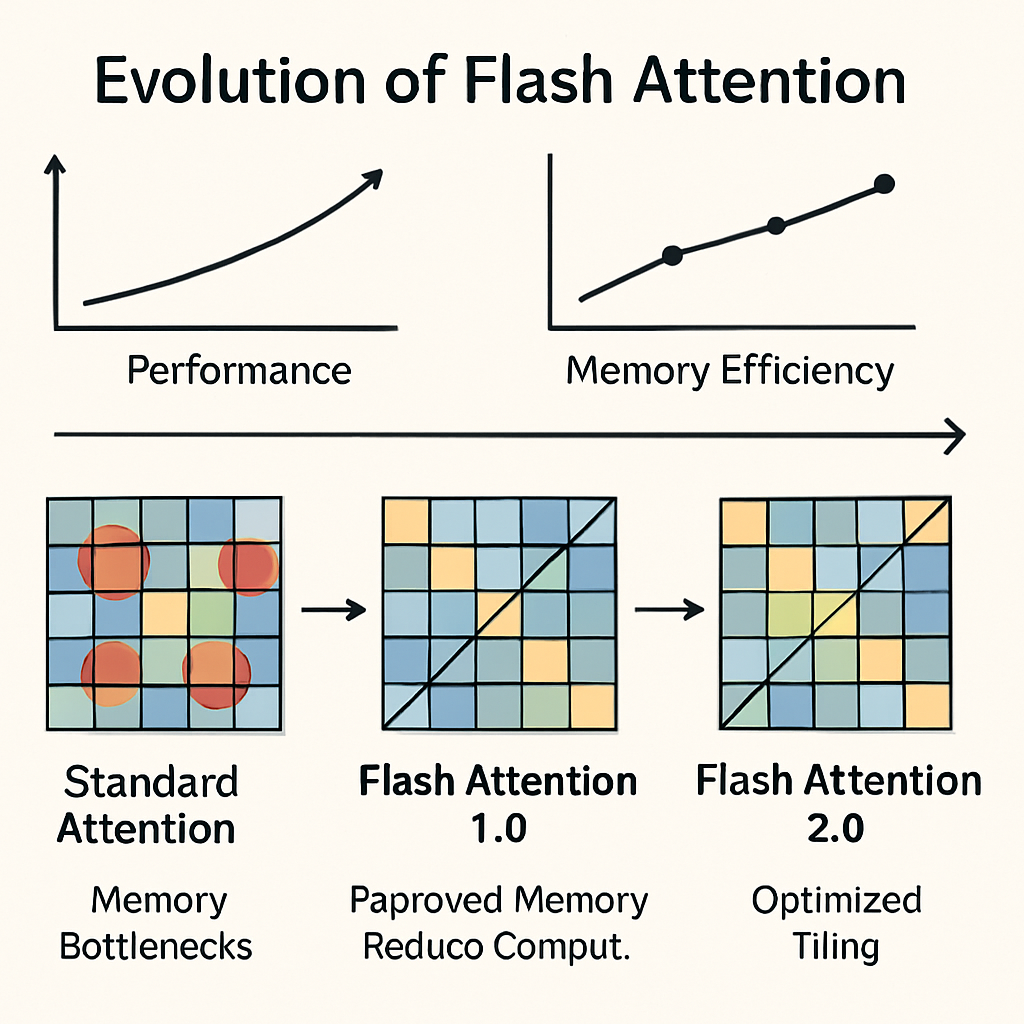 Evolution of Flash Attention
Performance
Memory Efficiency
Standard
Attention
Memory
Bottlenecks
Flash Attention
1.0
Paproved Memory
Reduco Comput.
Flash Attention
2.0
Optimized
Tiling